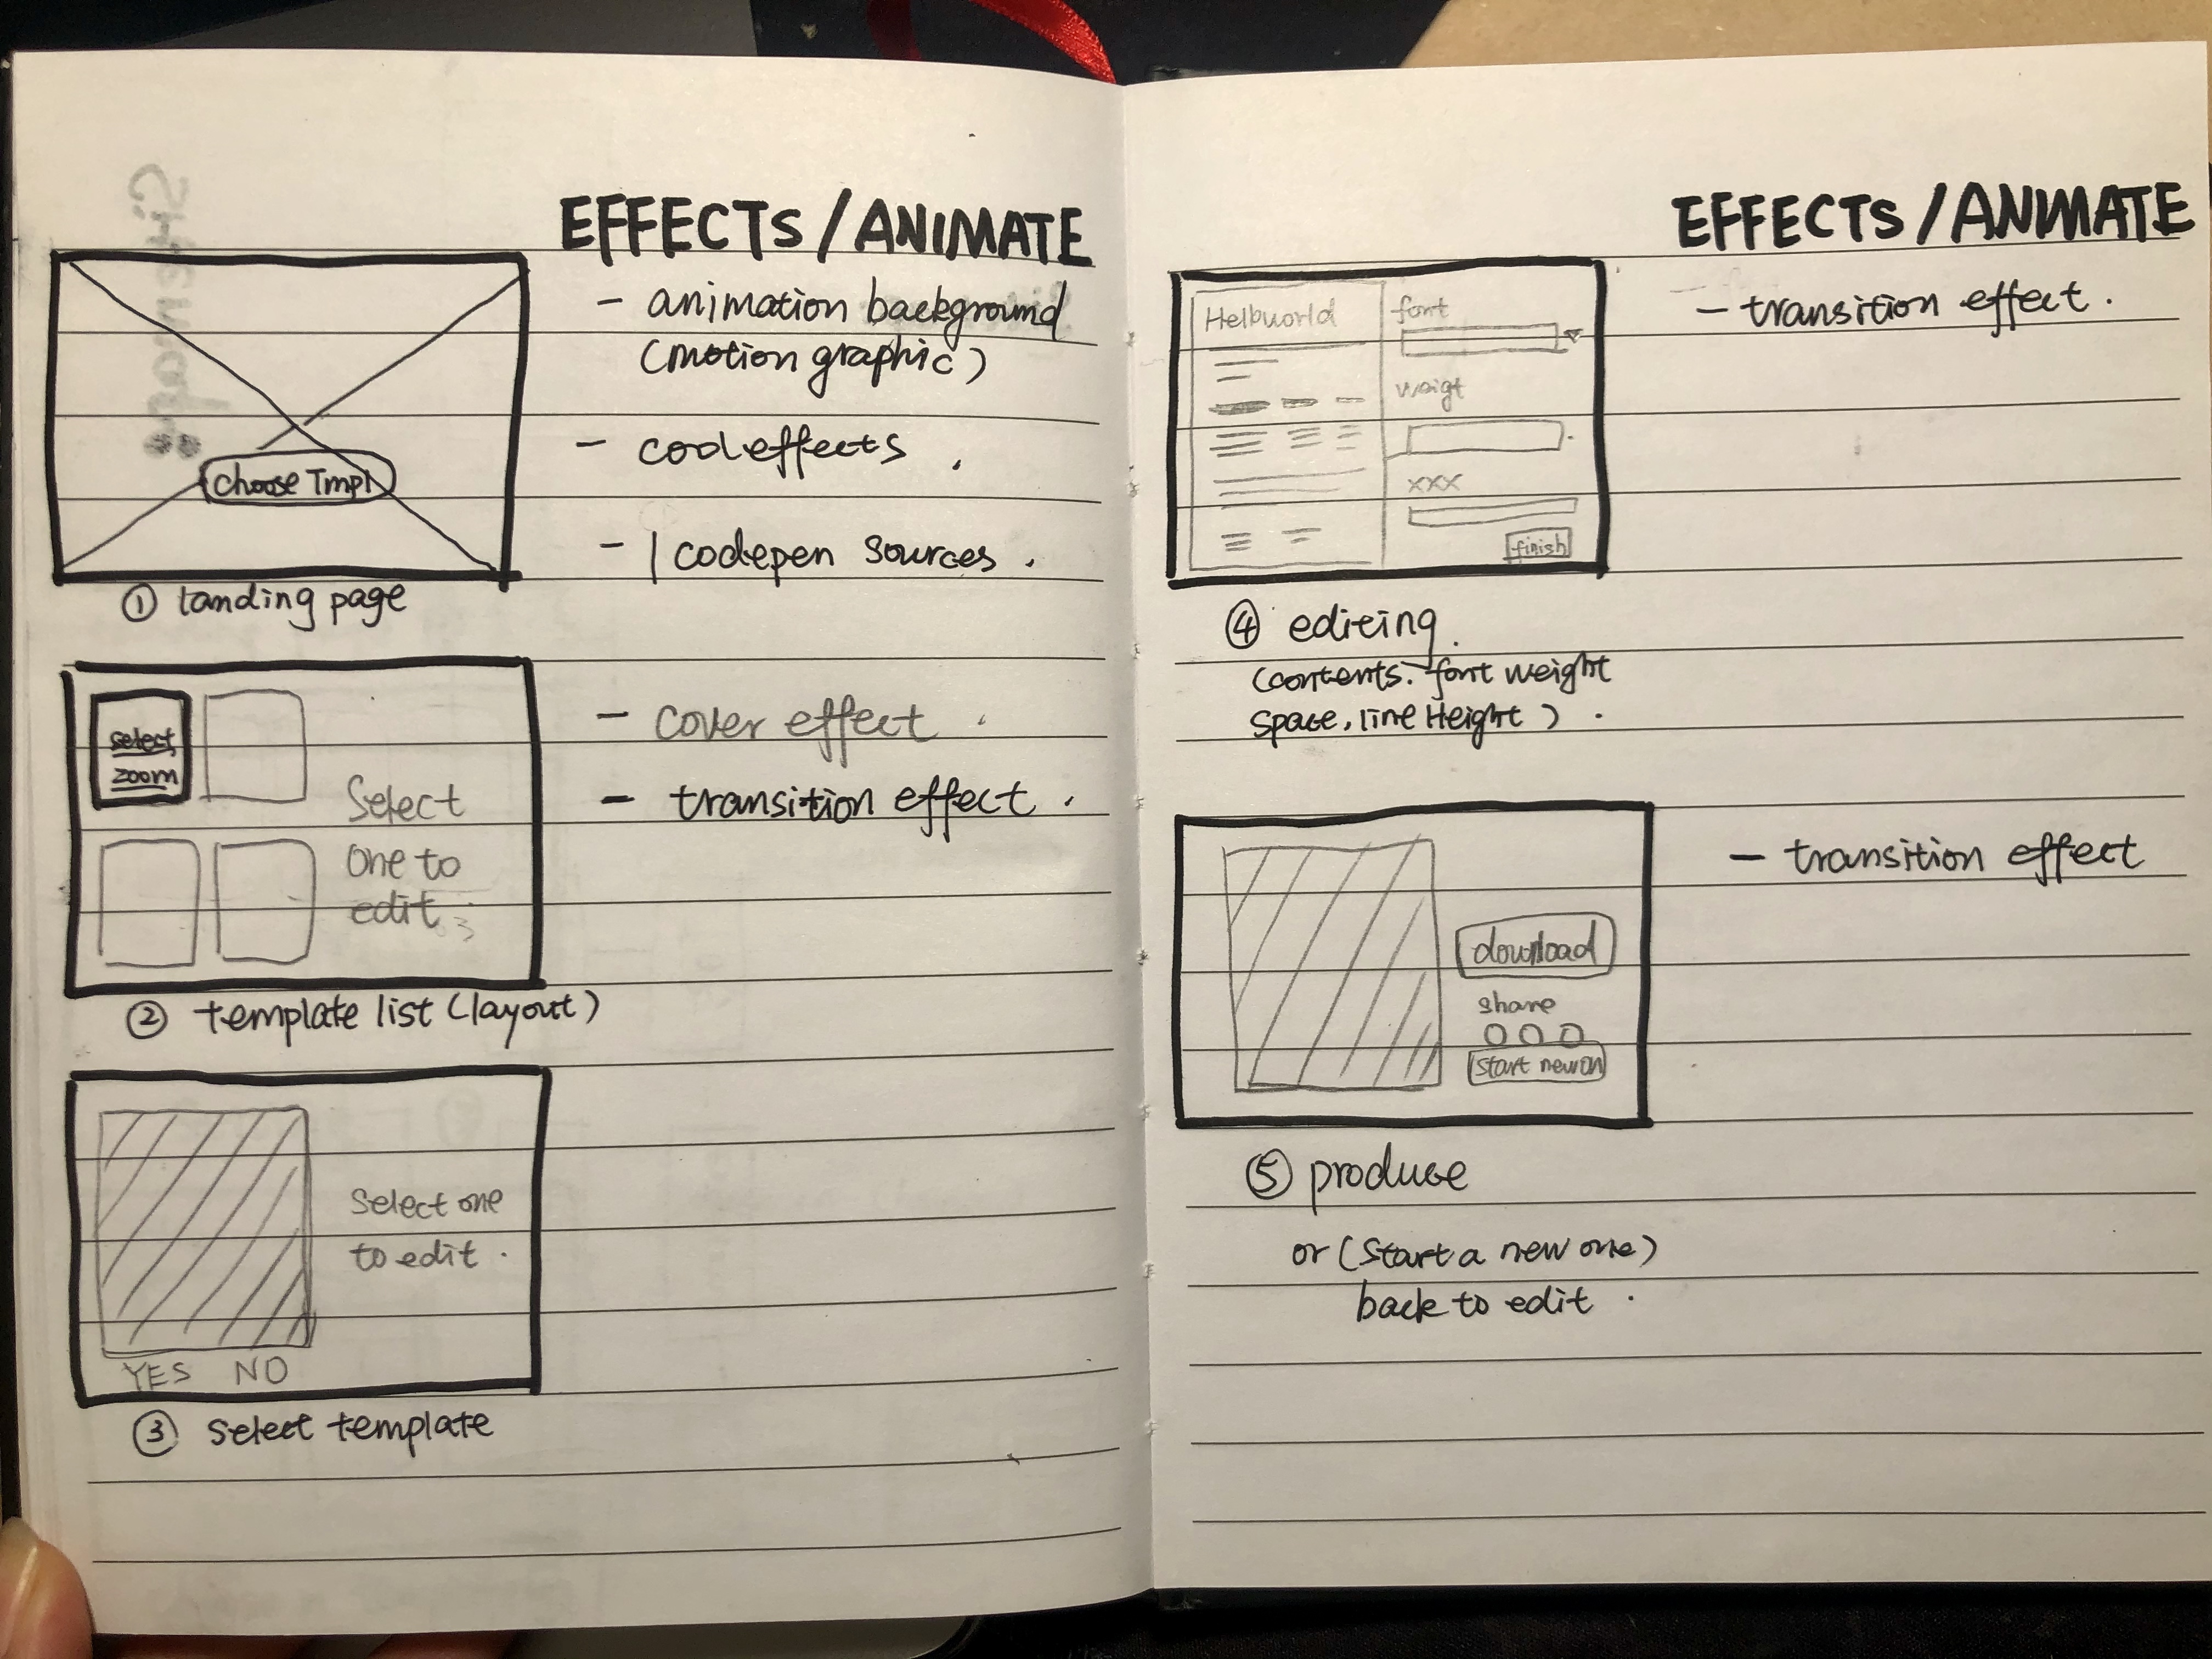 EFFECTS/ANIMATE
- animation background
(motion graphic)
- cool effects.
- | codepen sources.
choose Tmpl
① landing page
select
zoom
Select
One to
edit.
- cover effect.
- transition effect.
② template list (layout)
Select one
to edit.
YES NO
③ select template
EFFECTS/ANIMATE
- transition effect.
Helloworld
font
weigt
xxx
finish
④ editing.
(contents: font weight
space, line Height).
- transition effect
download
share
start new on
⑤ produce
or (start a new one)
back to edit.